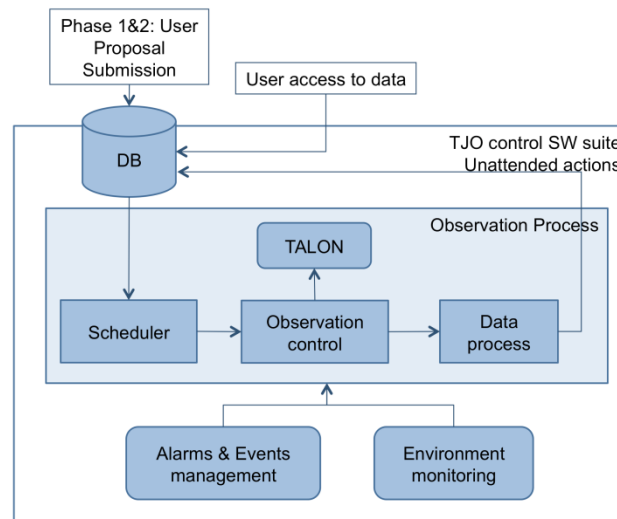 Phase 1&2: User
Proposal
Submission
User access to data
DB
TJO control SW suite
Unattended actions
Observation Process
TALON
Scheduler
Observation
control
Data
process
Alarms & Events
management
Environment
monitoring